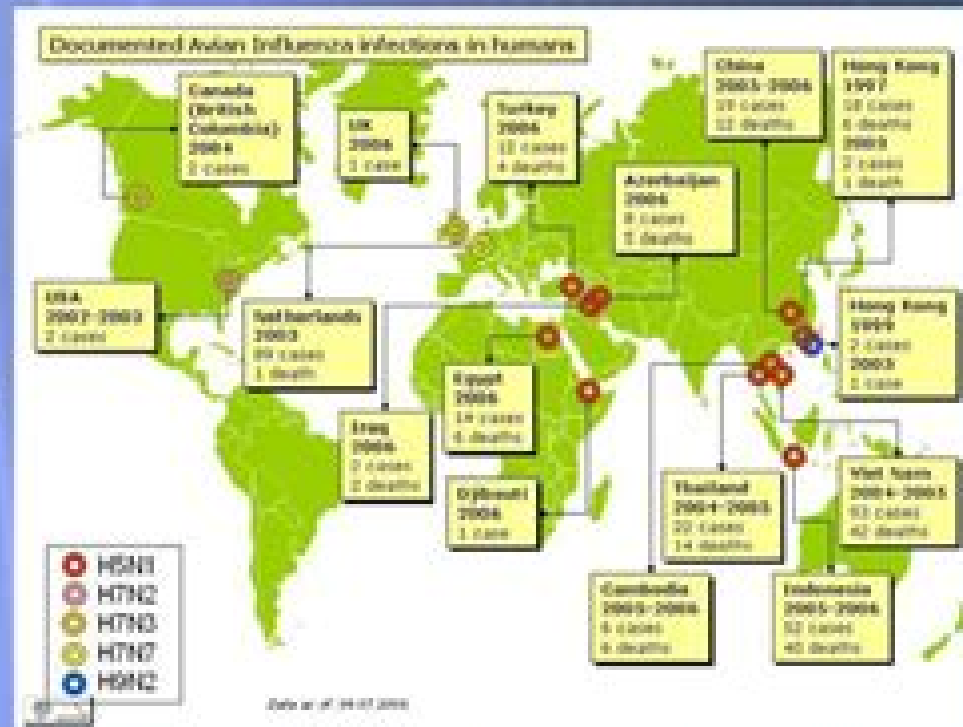 Documented Avian Influenza infections in humans
Canada
(British
Columbia)
2004
2 cases
UK
2006
1 case
Turkey
2006
12 cases
4 deaths
Azerbaijan
2006
8 cases
5 deaths
China
2005-2006
19 cases
12 deaths
Hong Kong
1997
18 cases
6 deaths
2003
2 cases
1 death
USA
2002-2003
2 cases
Netherlands
2003
89 cases
1 death
Egypt
2006
14 cases
6 deaths
Iraq
2006
2 cases
2 deaths
Djibouti
2006
1 case
Hong Kong
1999
2 cases
2003
1 case
Thailand
22 cases
14 deaths
Viet Nam
93 cases
42 deaths
Cambodia
2005-2006
6 cases
6 deaths
Indonesia
2005-2006
52 cases
40 deaths
H5N1
H7N2
H7N3
H7N7
H9N2
Data as of